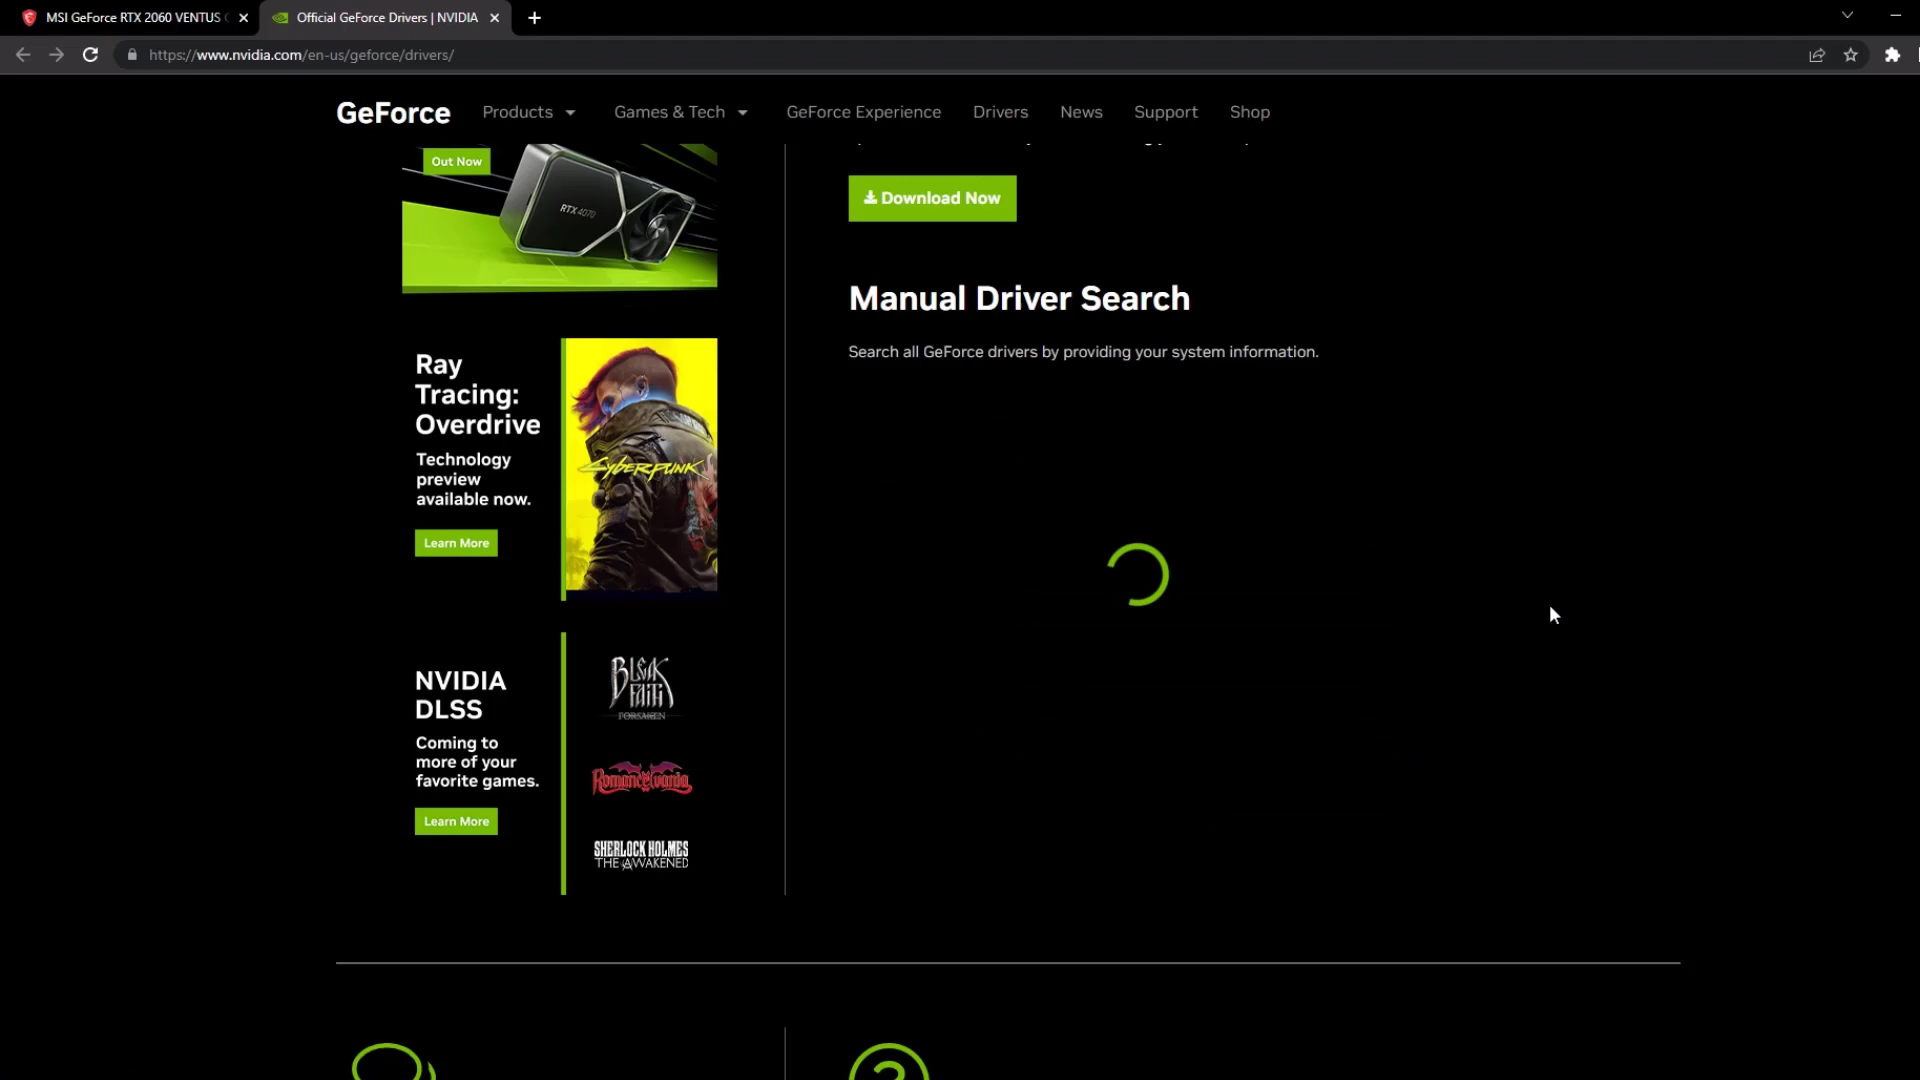 MSI GeForce RTX 2060 VENTUS
Official GeForce Drivers | NVIDIA
https://www.nvidia.com/en-us/geforce/drivers/
GeForce
Products
Games & Tech
GeForce Experience
Drivers
News
Support
Shop
Out Now
RTX 4070
Download Now
Manual Driver Search
Search all GeForce drivers by providing your system information.
Ray
Tracing:
Overdrive
Technology
preview
available now.
Learn More
Cyberpunk
NVIDIA
DLSS
Coming to
more of your
favorite games.
Learn More
BLEAK
FAITH
FORSAKEN
Romancelvania
SHERLOCK HOLMES
THE AWAKENED